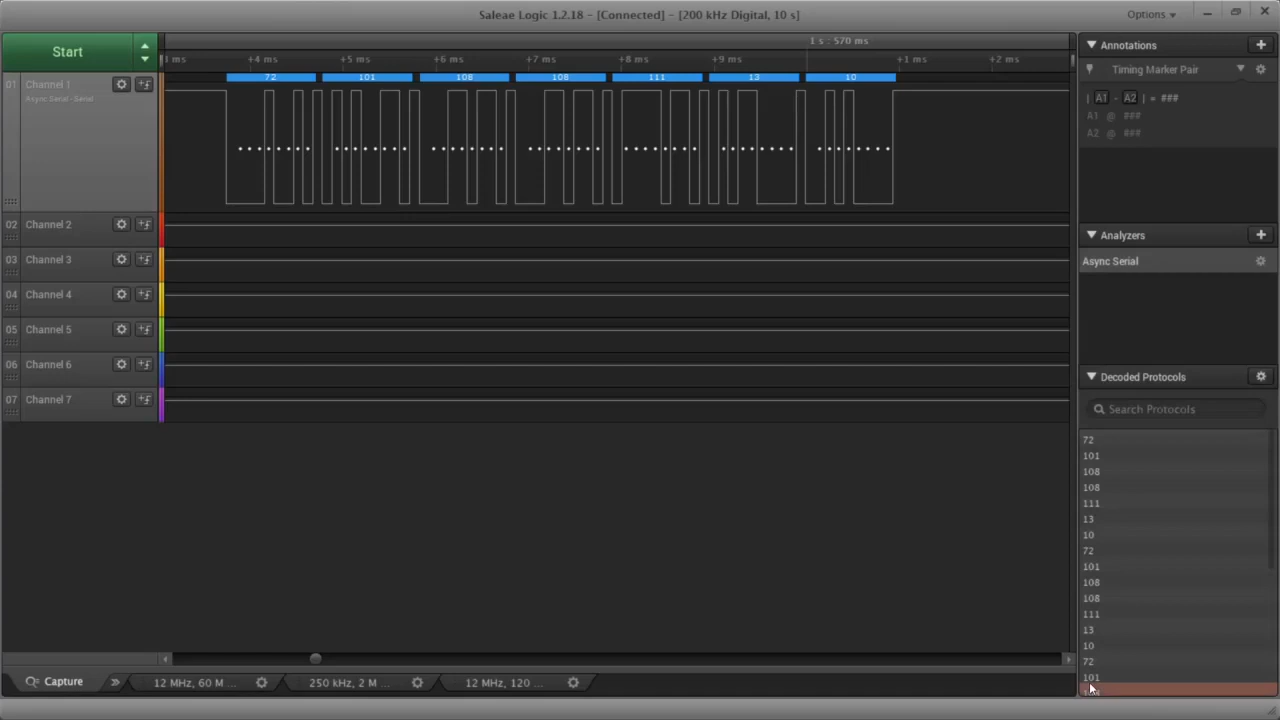 Saleae Logic 1.2.18 - [Connected] - [200 kHz Digital, 10 s]
Options
Start
1 s : 570 ms
ms +4 ms +5 ms +6 ms +7 ms +8 ms +9 ms +1 ms +2 ms
01 Channel 1
Async Serial - Serial
72 101 108 108 111 13 10
02 Channel 2
03 Channel 3
04 Channel 4
05 Channel 5
06 Channel 6
07 Channel 7
Capture
12 MHz, 60 M ...
250 kHz, 2 M ...
12 MHz, 120 ...
Annotations
Timing Marker Pair
| A1 - A2 | = ###
A1 @ ###
A2 @ ###
Analyzers
Async Serial
Decoded Protocols
Search Protocols
72
101
108
108
111
13
10
72
101
108
108
111
13
10
72
101